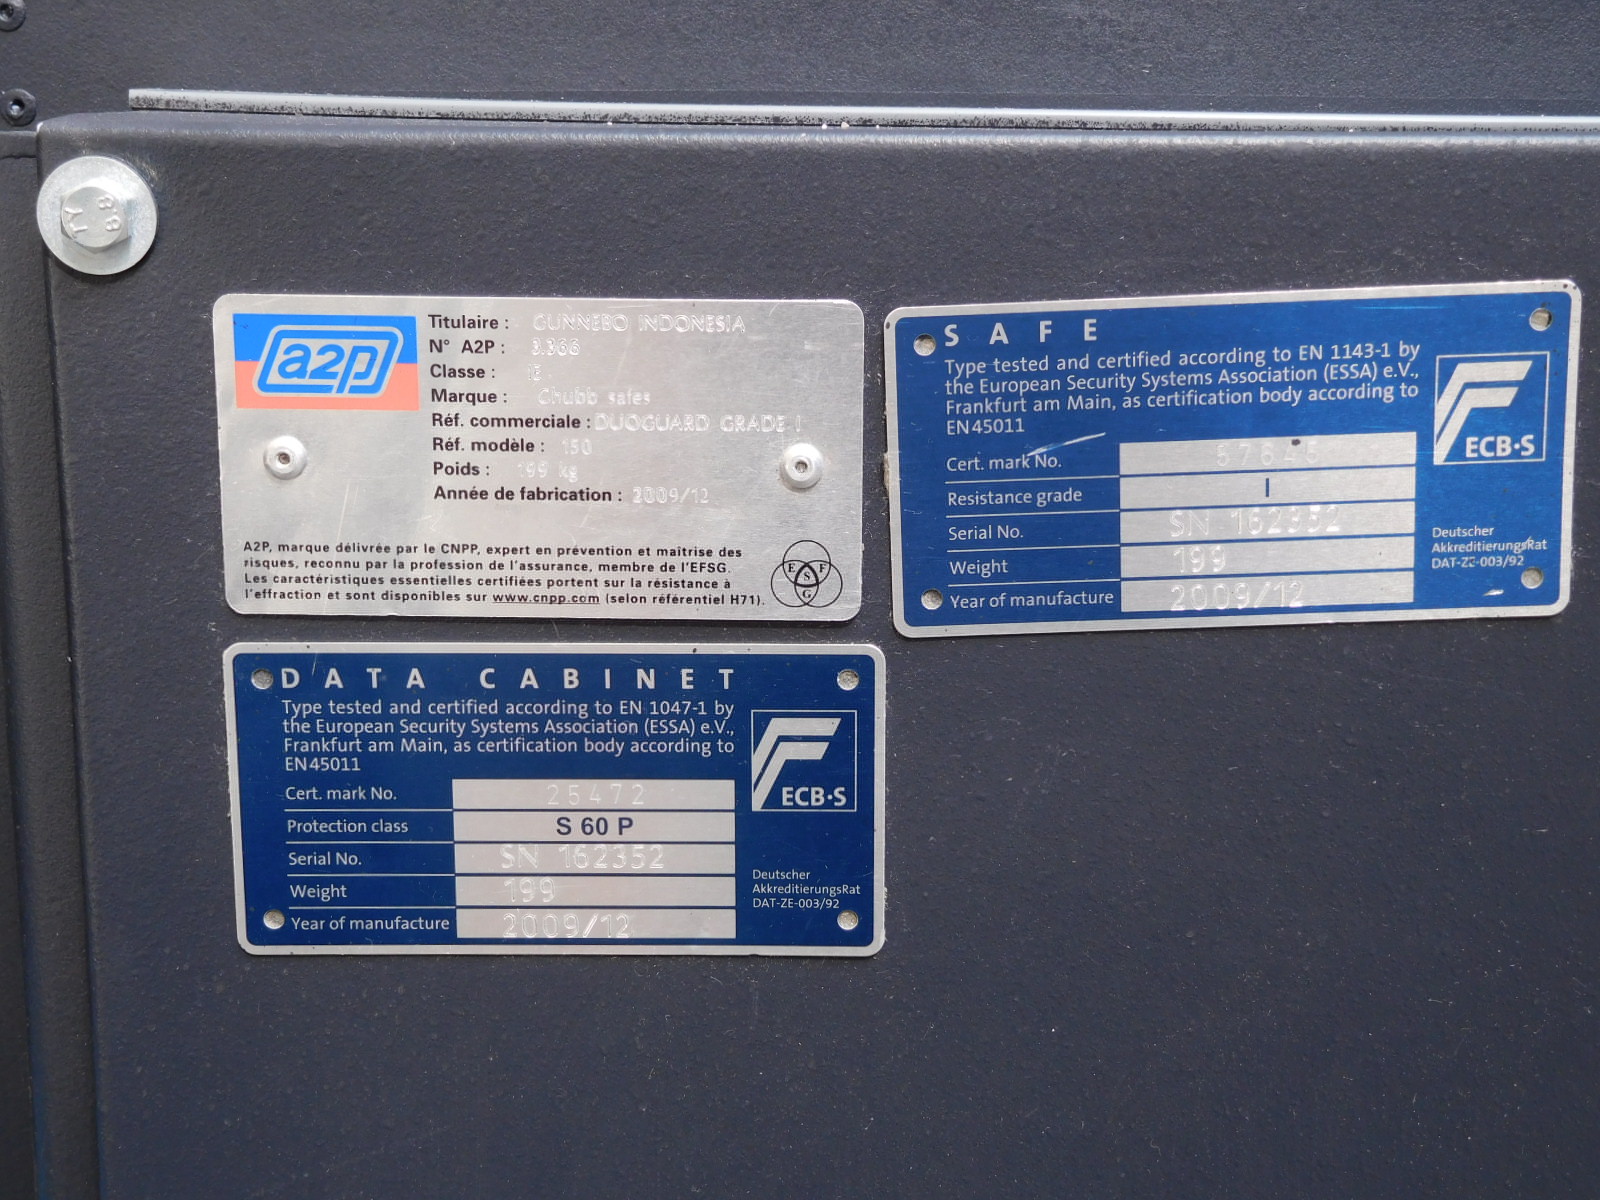 TY
8.8
a2p
Titulaire : GUNNEBO INDONESIA
N° A2P : 3.366
Classe : E
Marque : Chubb safes
Réf. commerciale : DUOGUARD GRADE I
Réf. modèle : 150
Poids : 199 kg
Année de fabrication : 2009/12
A2P, marque délivrée par le CNPP, expert en prévention et maîtrise des
risques, reconnu par la profession de l'assurance, membre de l'EFSG.
Les caractéristiques essentielles certifiées portent sur la résistance à
l'effraction et sont disponibles sur www.cnpp.com (selon référentiel H71).
E S F
G
SAFE
Type tested and certified according to EN 1143-1 by
the European Security Systems Association (ESSA) e.V.,
Frankfurt am Main, as certification body according to
EN45011
ECB·S
Cert. mark No. 57645
Resistance grade I
Serial No. SN 162352
Weight 199
Year of manufacture 2009/12
Deutscher
AkkreditierungsRat
DAT-ZE-003/92
DATA CABINET
Type tested and certified according to EN 1047-1 by
the European Security Systems Association (ESSA) e.V.,
Frankfurt am Main, as certification body according to
EN45011
ECB·S
Cert. mark No. 25472
Protection class S 60 P
Serial No. SN 162352
Weight 199
Year of manufacture 2009/12
Deutscher
AkkreditierungsRat
DAT-ZE-003/92